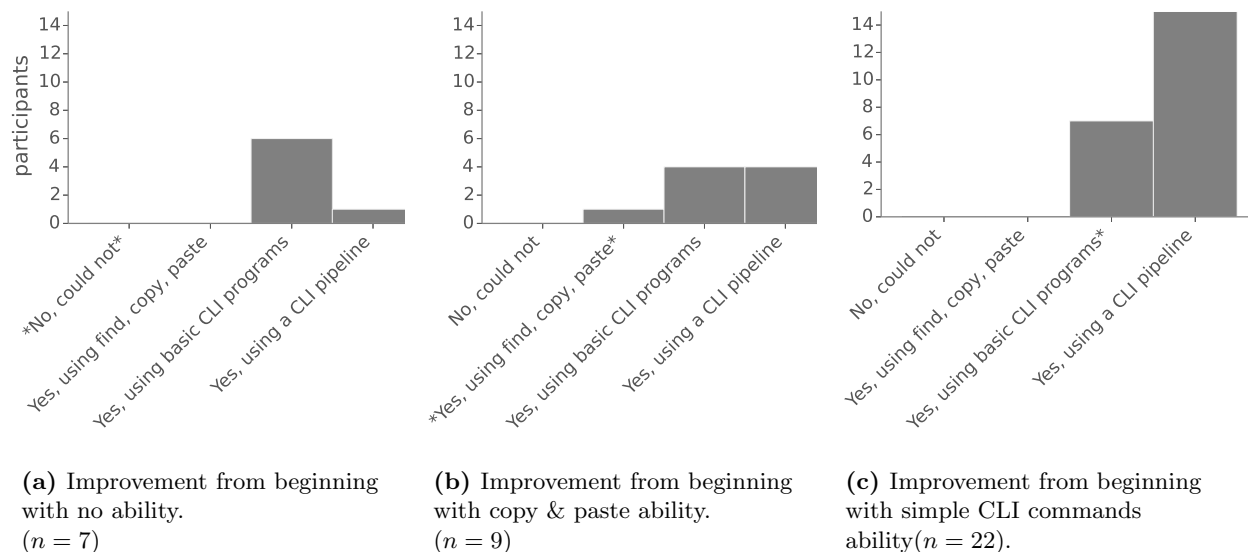 participants
14
12
10
8
6
4
2
0
*No, could not*
Yes, using find, copy, paste
Yes, using basic CLI programs
Yes, using a CLI pipeline
(a) Improvement from beginning
with no ability.
(n = 7)
14
12
10
8
6
4
2
0
No, could not
*Yes, using find, copy, paste*
Yes, using basic CLI programs
Yes, using a CLI pipeline
(b) Improvement from beginning
with copy & paste ability.
(n = 9)
14
12
10
8
6
4
2
0
No, could not
Yes, using find, copy, paste
Yes, using basic CLI programs*
Yes, using a CLI pipeline
(c) Improvement from beginning
with simple CLI commands
ability(n = 22).